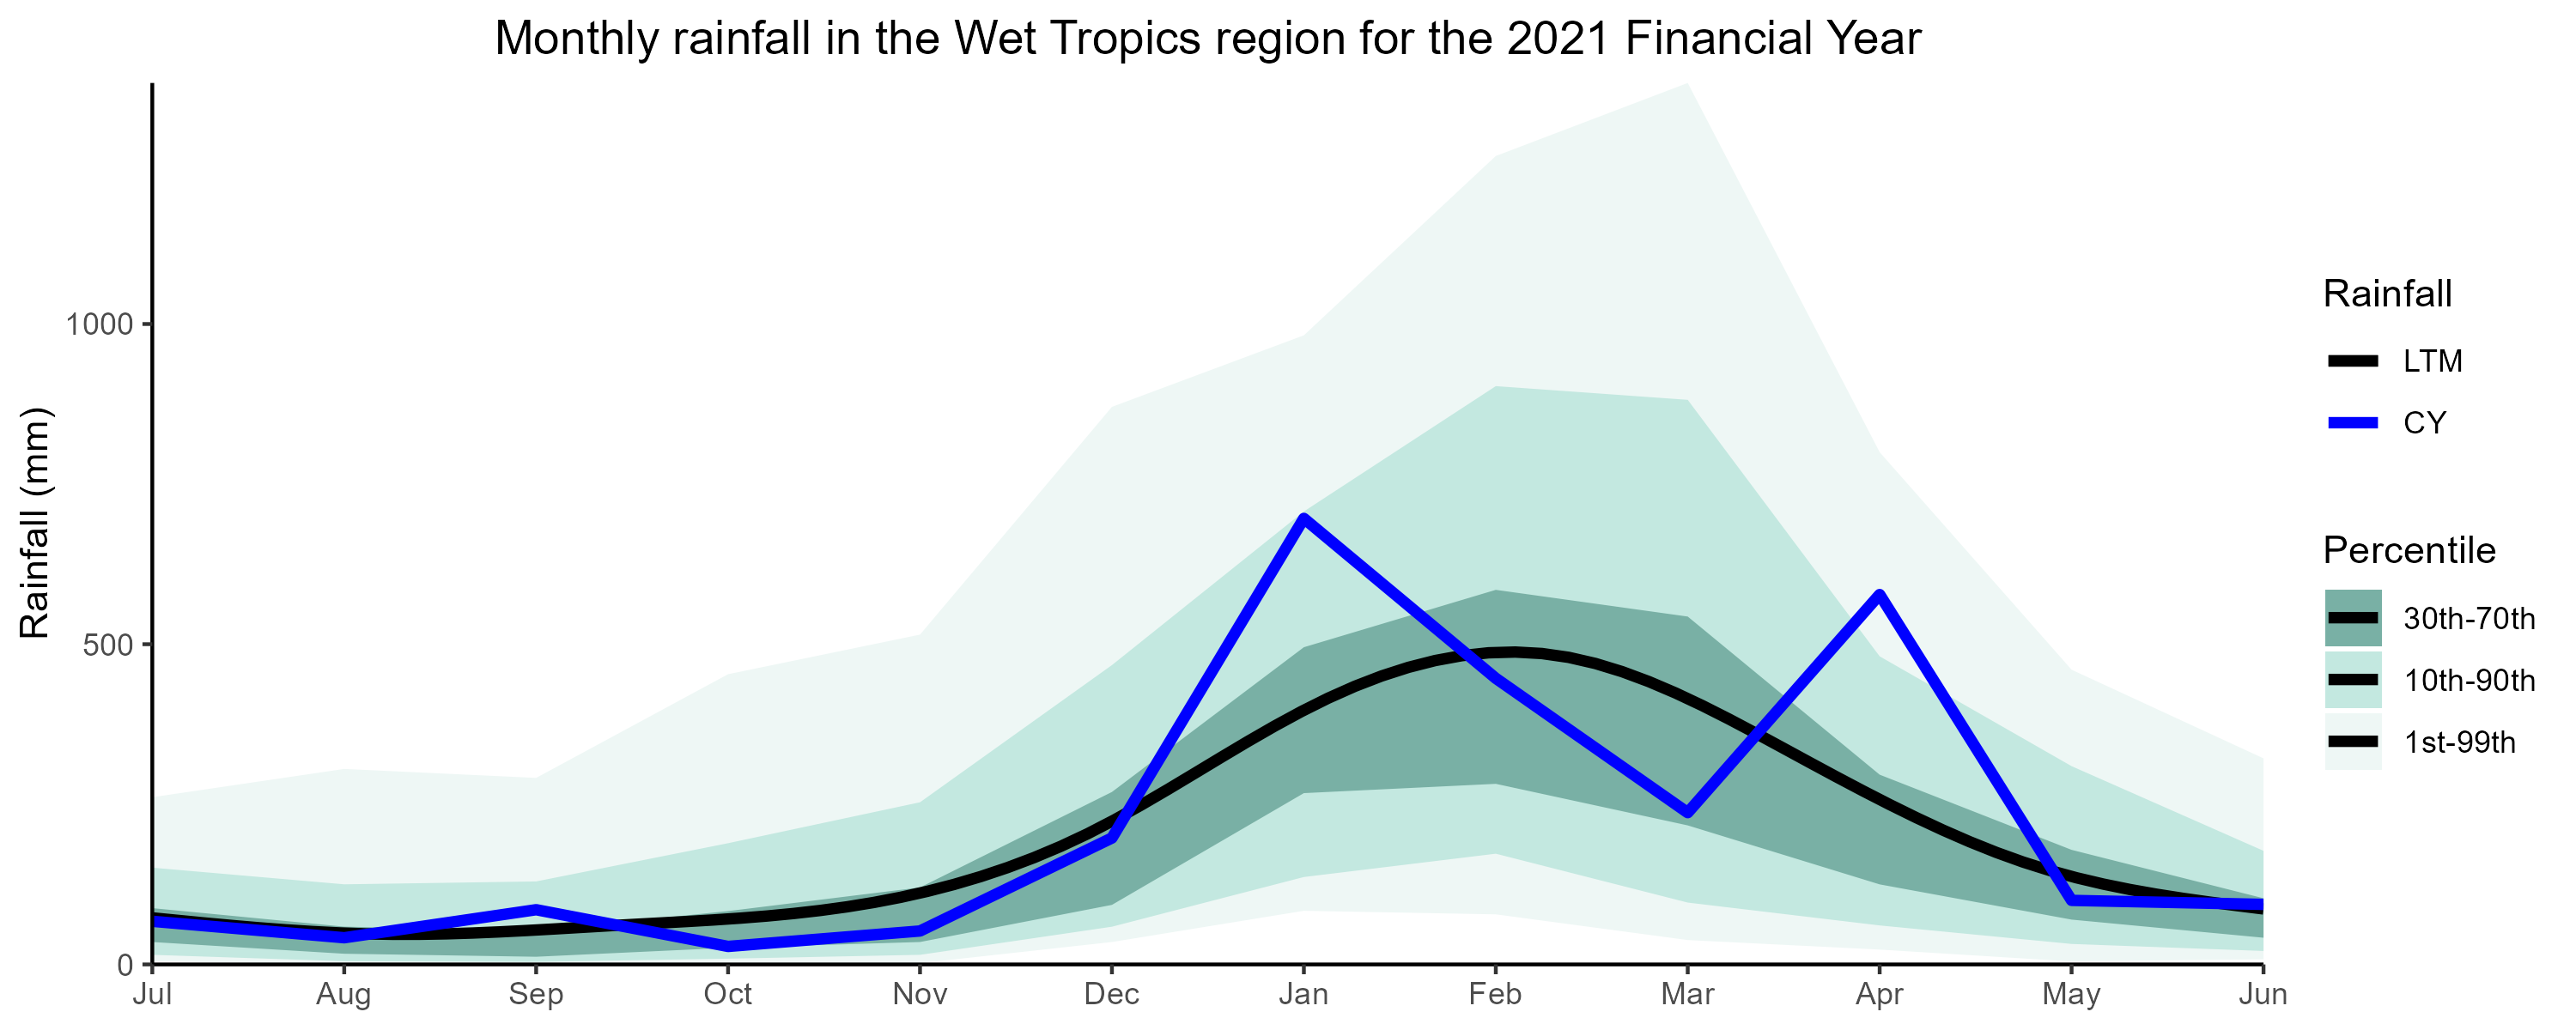 Monthly rainfall in the Wet Tropics region for the 2021 Financial Year
Rainfall (mm)
1000
500
0
Jul Aug Sep Oct Nov Dec Jan Feb Mar Apr May Jun
Rainfall
LTM
CY
Percentile
30th-70th
10th-90th
1st-99th